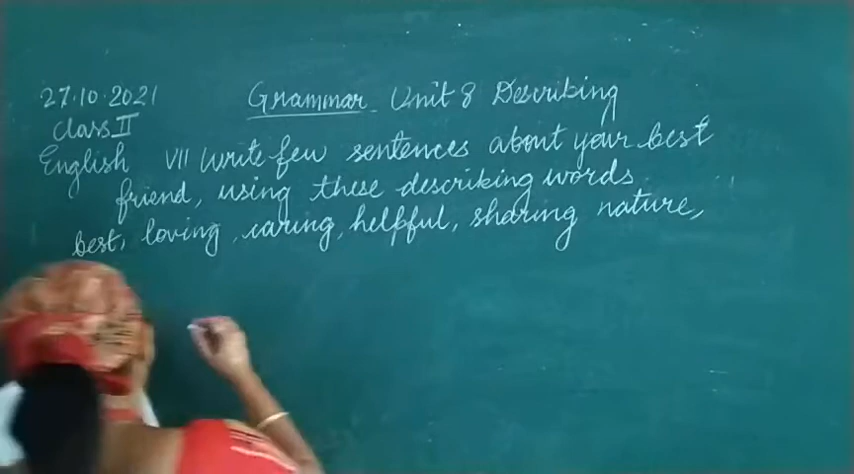 27.10.2021 Grammar Unit 8 Describing
Class II
English VII Write few sentences about your best
friend, using these describing words
best, loving, caring, helpful, sharing nature,